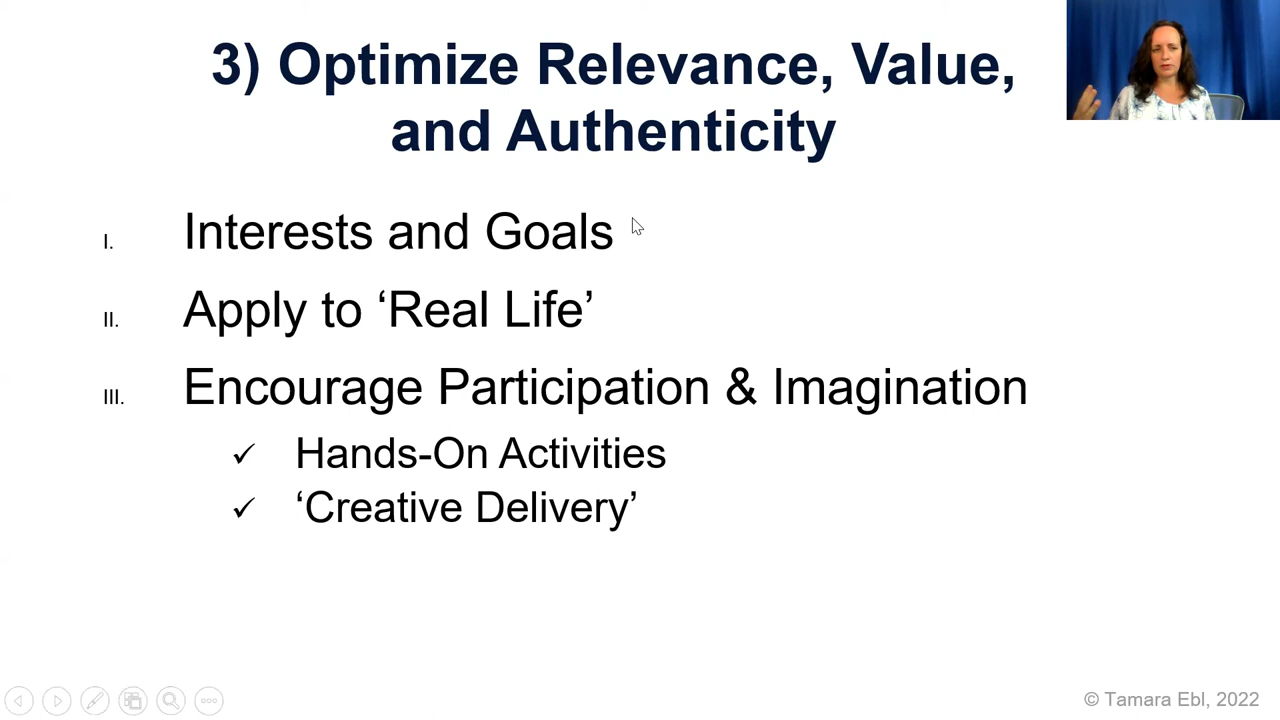 3) Optimize Relevance, Value,
and Authenticity
I. Interests and Goals
II. Apply to ‘Real Life’
III. Encourage Participation & Imagination
✓ Hands-On Activities
✓ ‘Creative Delivery’
© Tamara Ebl, 2022